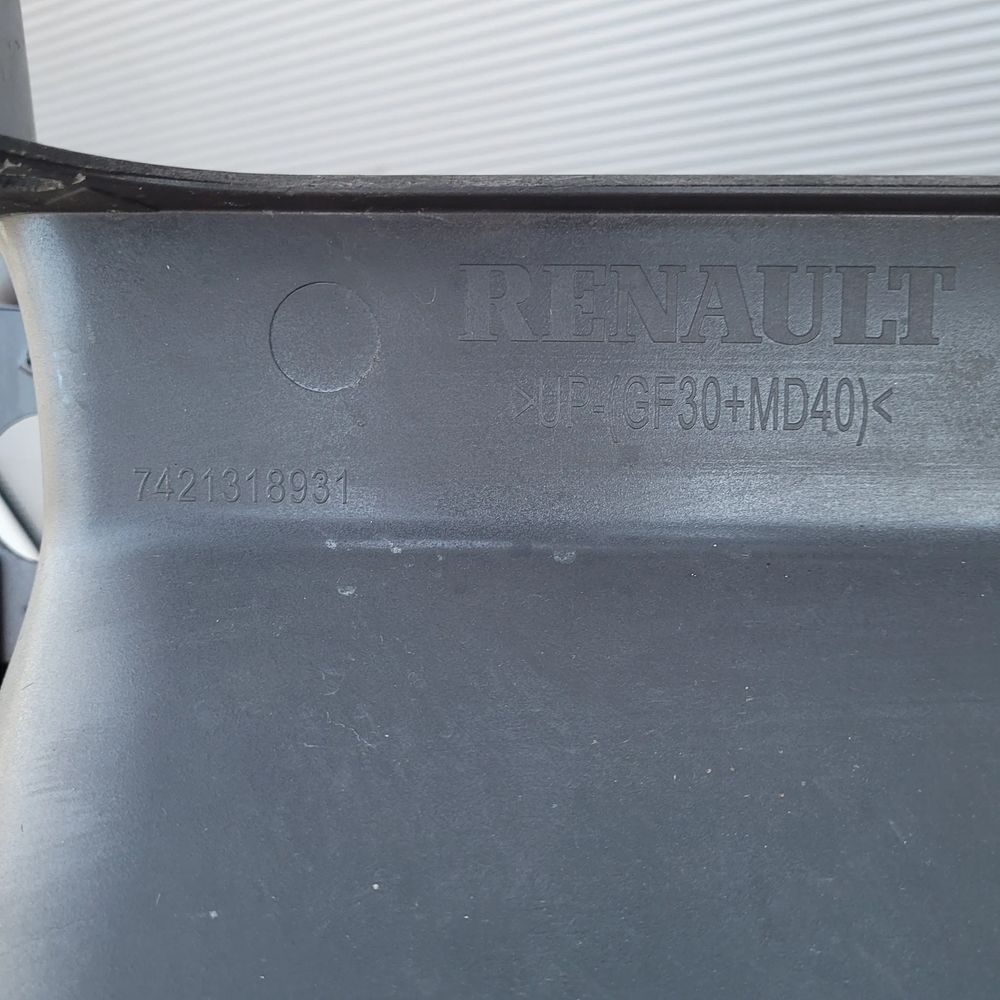 RENAULT
>UP-(GF30+MD40)<
7421318931